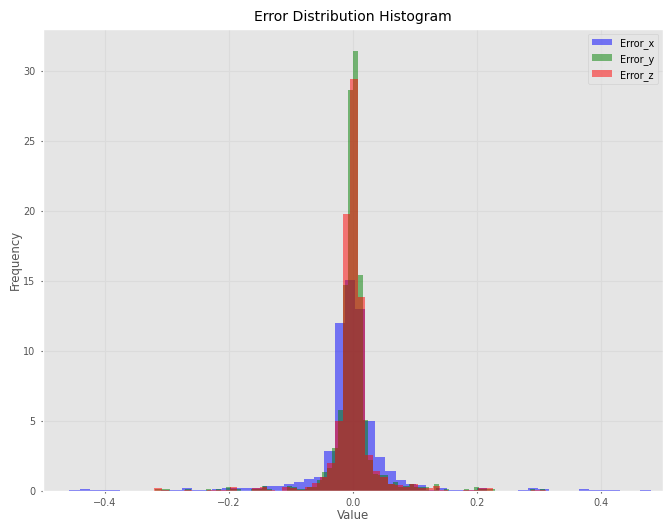 Error Distribution Histogram
Error_x
Error_y
Error_z
Frequency
30
25
20
15
10
5
0
−0.4 −0.2 0.0 0.2 0.4
Value